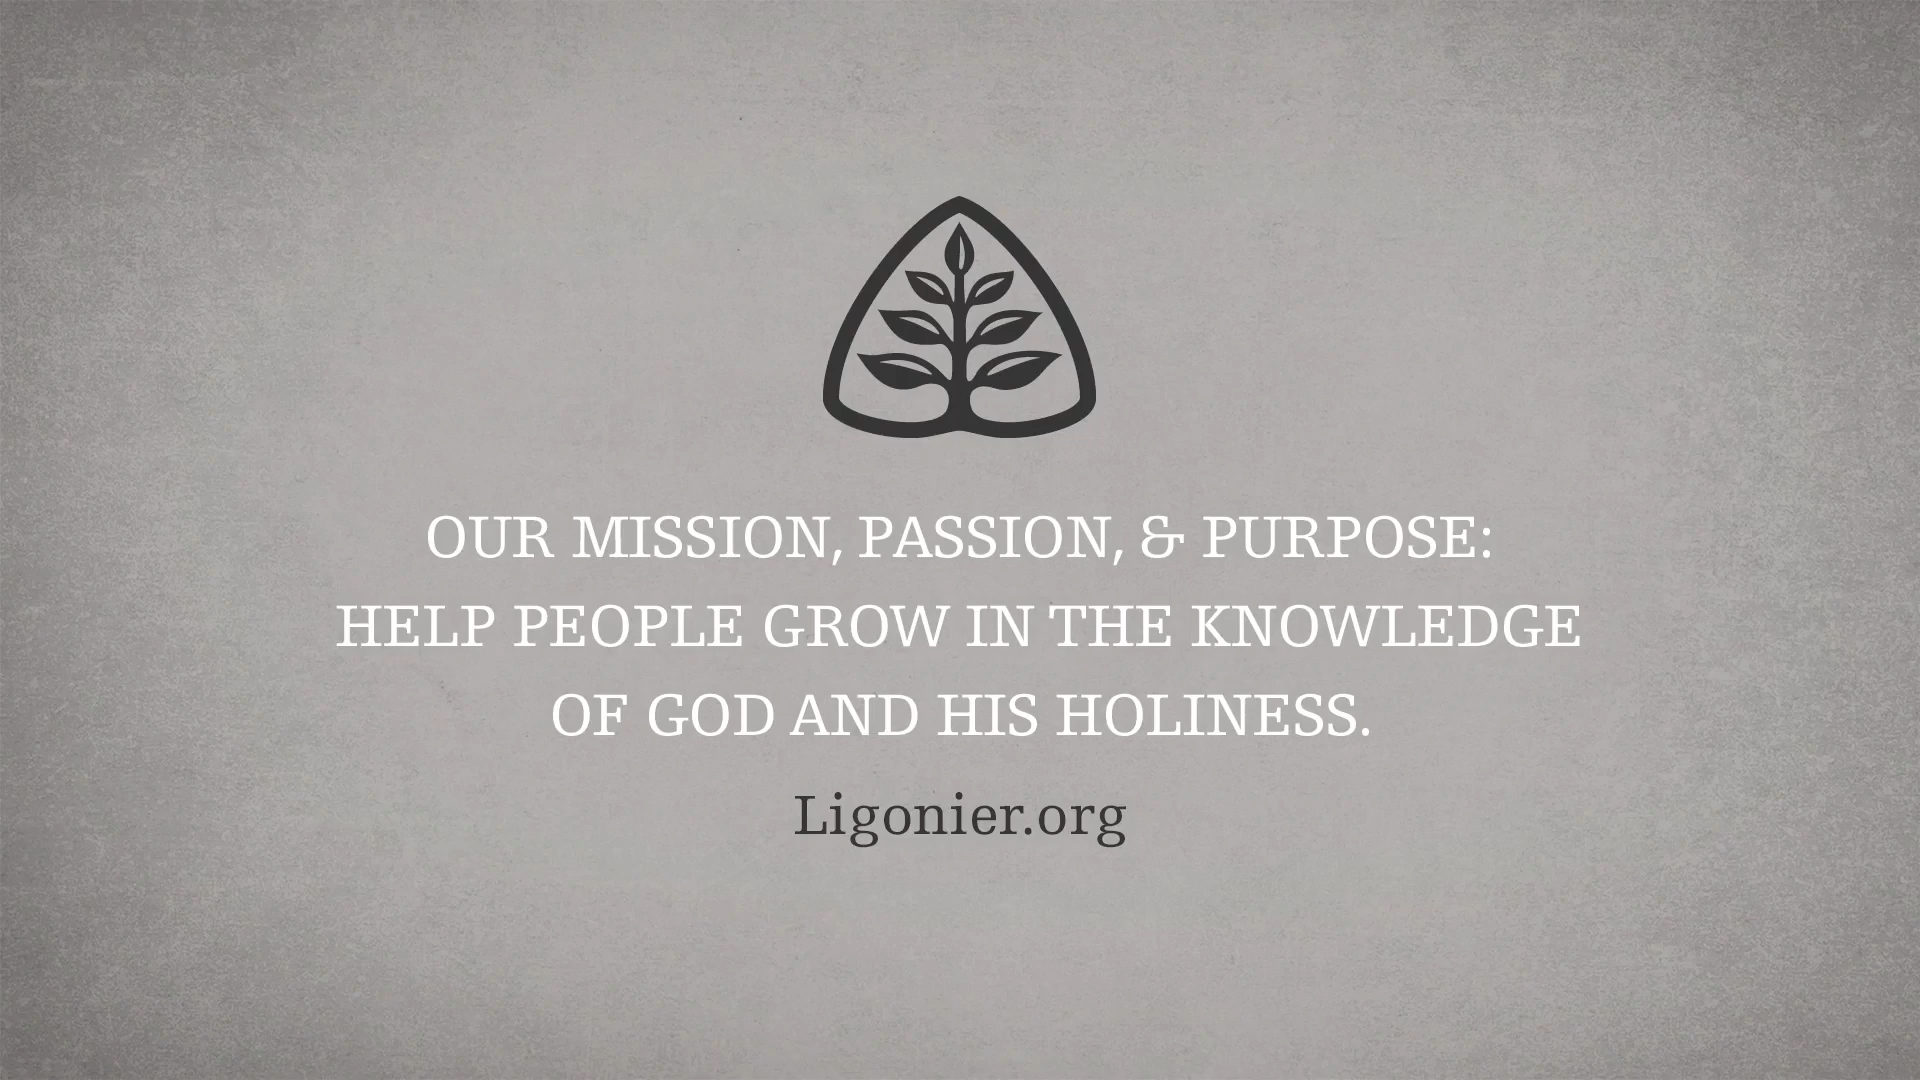 OUR MISSION, PASSION, & PURPOSE:
HELP PEOPLE GROW IN THE KNOWLEDGE
OF GOD AND HIS HOLINESS.
Ligonier.org